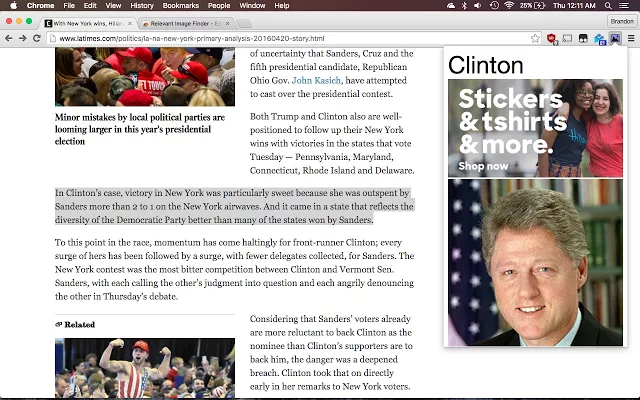 Chrome File Edit View History Bookmarks People Window Help
25% Thu 12:11 AM
With New York wins, Hillar
Relevant Image Finder - Ed
Brandon
www.latimes.com/politics/la-na-new-york-primary-analysis-20160420-story.html
Minor mistakes by local political parties are
looming larger in this year's presidential
election
of uncertainty that Sanders, Cruz and the
fifth presidential candidate, Republican
Ohio Gov. John Kasich, have attempted
to cast over the presidential contest.
Both Trump and Clinton also are well-
positioned to follow up their New York
wins with victories in the states that vote
Tuesday — Pennsylvania, Maryland,
Connecticut, Rhode Island and Delaware.
In Clinton's case, victory in New York was particularly sweet because she was outspent by
Sanders more than 2 to 1 on the New York airwaves. And it came in a state that reflects the
diversity of the Democratic Party better than many of the states won by Sanders.
To this point in the race, momentum has come haltingly for front-runner Clinton; every
surge of hers has been followed by a surge, with fewer delegates collected, for Sanders. The
New York contest was the most bitter competition between Clinton and Vermont Sen.
Sanders, with each calling the other's judgment into question and each angrily denouncing
the other in Thursday's debate.
Related
Considering that Sanders' voters already
are more reluctant to back Clinton as the
nominee than Clinton's supporters are to
back him, the danger was a deepened
breach. Clinton took that on directly
early in her remarks to New York voters.
Clinton
Stickers
& tshirts
& more.
Shop now